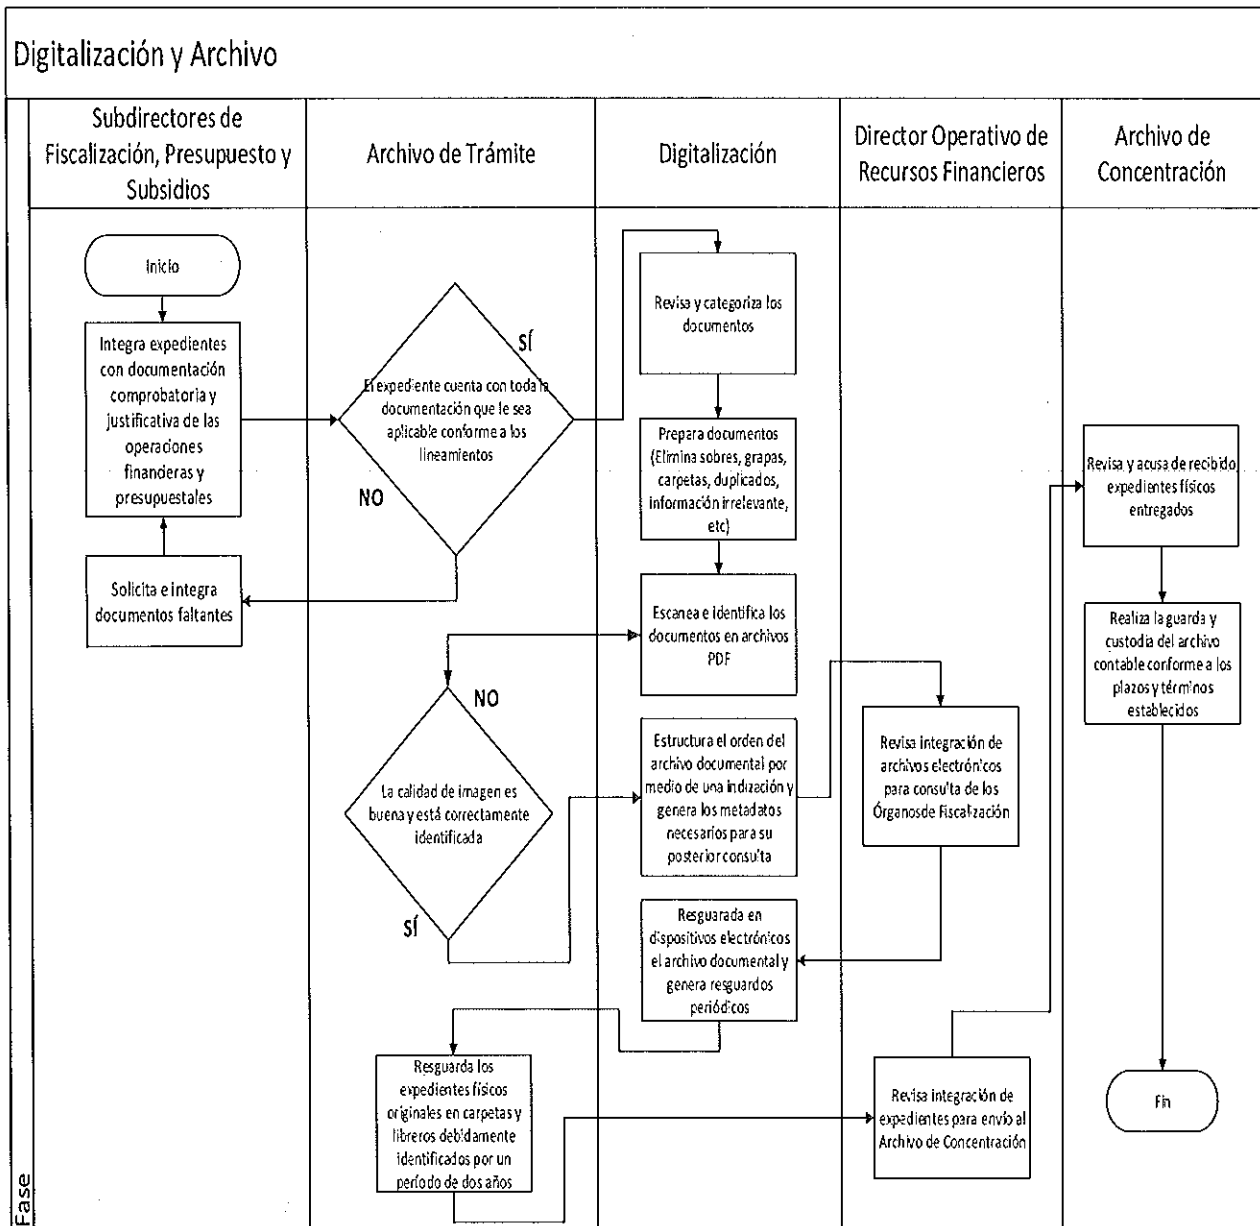 Digitalización y Archivo
Subdirectores de
Fiscalización, Presupuesto y
Subsidios
Archivo de Trámite
Digitalización
Director Operativo de
Recursos Financieros
Archivo de
Concentración
Inicio
Integra expedientes
con documentación
comprobatoria y
justificativa de las
operaciones
financieras y
presupuestales
Solicita e integra
documentos faltantes
SÍ
El expediente cuenta con toda la
documentación que le sea
aplicable conforme a los
lineamientos
NO
Revisa y categoriza los
documentos
Prepara documentos
(Elimina sobres, grapas,
carpetas, duplicados,
información irrelevante,
etc)
Escanea e identifica los
documentos en archivos
PDF
NO
La calidad de imagen es
buena y está correctamente
identificada
SÍ
Estructura el orden del
archivo documental por
medio de una indización y
genera los metadatos
necesarios para su
posterior consulta
Revisa integración de
archivos electrónicos
para consulta de los
Órganosde Fiscalización
Resguarada en
dispositivos electrónicos
el archivo documental y
genera resguardos
periódicos
Resguarda los
expedientes físicos
originales en carpetas y
libreros debidamente
identificados por un
período de dos años
Revisa integración de
expedientes para envío al
Archivo de Concentración
Revisa y acusa de recibido
expedientes físicos
entregados
Realiza la guarda y
custodia del archivo
contable conforme a los
plazos y términos
establecidos
Fin
Fase